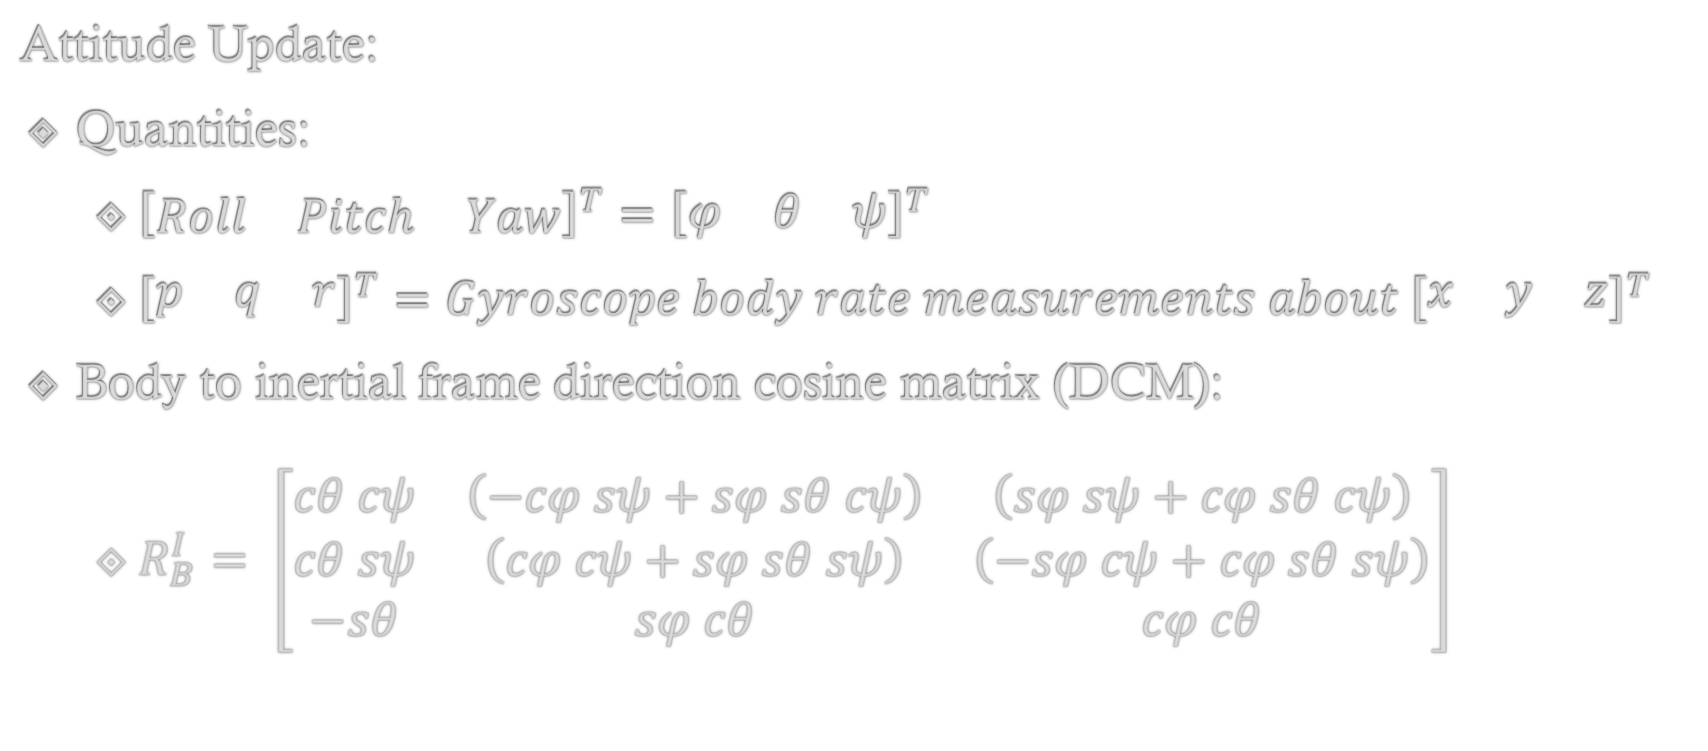 Attitude Update:
❖ Quantities:
❖ [Roll Pitch Yaw]ᵀ = [φ θ ψ]ᵀ
❖ [p q r]ᵀ = Gyroscope body rate measurements about [x y z]ᵀ
❖ Body to inertial frame direction cosine matrix (DCM):
cθ cψ (−cφ sψ + sφ sθ cψ) (sφ sψ + cφ sθ cψ)
❖ R_B^I = [cθ sψ (cφ cψ + sφ sθ sψ) (−sφ cψ + cφ sθ sψ)]
−sθ sφ cθ cφ cθ